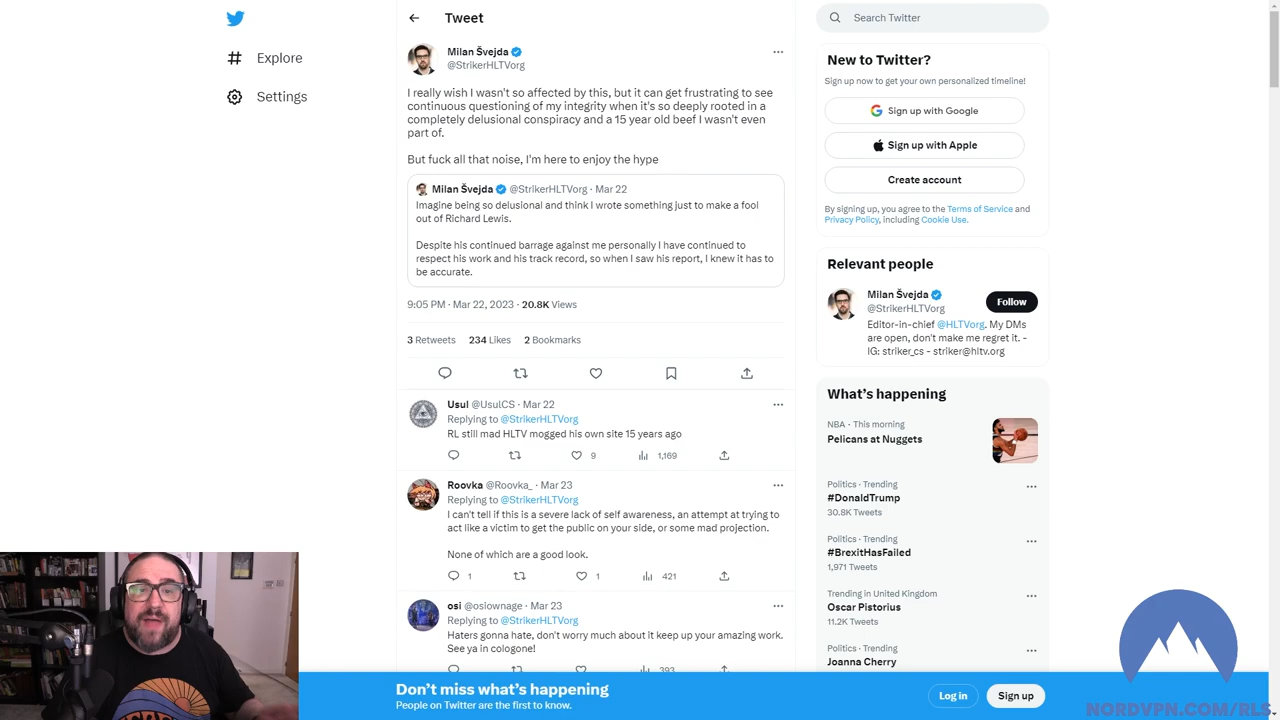 Explore
Settings
Tweet
Milan Švejda
@StrikerHLTVorg
I really wish I wasn't so affected by this, but it can get frustrating to see
continuous questioning of my integrity when it's so deeply rooted in a
completely delusional conspiracy and a 15 year old beef I wasn't even
part of.
But fuck all that noise, I'm here to enjoy the hype
Milan Švejda @StrikerHLTVorg · Mar 22
Imagine being so delusional and think I wrote something just to make a fool
out of Richard Lewis.
Despite his continued barrage against me personally I have continued to
respect his work and his track record, so when I saw his report, I knew it has to
be accurate.
9:05 PM · Mar 22, 2023 · 20.8K Views
3 Retweets 234 Likes 2 Bookmarks
Usul @UsulCS · Mar 22
Replying to @StrikerHLTVorg
RL still mad HLTV mogged his own site 15 years ago
9 1,169
Roovka @Roovka_ · Mar 23
Replying to @StrikerHLTVorg
I can't tell if this is a severe lack of self awareness, an attempt at trying to
act like a victim to get the public on your side, or some mad projection.
None of which are a good look.
1 1 421
osi @osiownage · Mar 23
Replying to @StrikerHLTVorg
Haters gonna hate, don't worry much about it keep up your amazing work.
See ya in cologone!
393
Search Twitter
New to Twitter?
Sign up now to get your own personalized timeline!
Sign up with Google
Sign up with Apple
Create account
By signing up, you agree to the Terms of Service and
Privacy Policy, including Cookie Use.
Relevant people
Milan Švejda
@StrikerHLTVorg
Follow
Editor-in-chief @HLTVorg. My DMs
are open, don't make me regret it. -
IG: striker_cs - striker@hltv.org
What's happening
NBA · This morning
Pelicans at Nuggets
Politics · Trending
#DonaldTrump
30.8K Tweets
Politics · Trending
#BrexitHasFailed
1,971 Tweets
Trending in United Kingdom
Oscar Pistorius
11.2K Tweets
Politics · Trending
Joanna Cherry
Don't miss what's happening
People on Twitter are the first to know.
Log in
Sign up
NORDVPN.COM/RLS